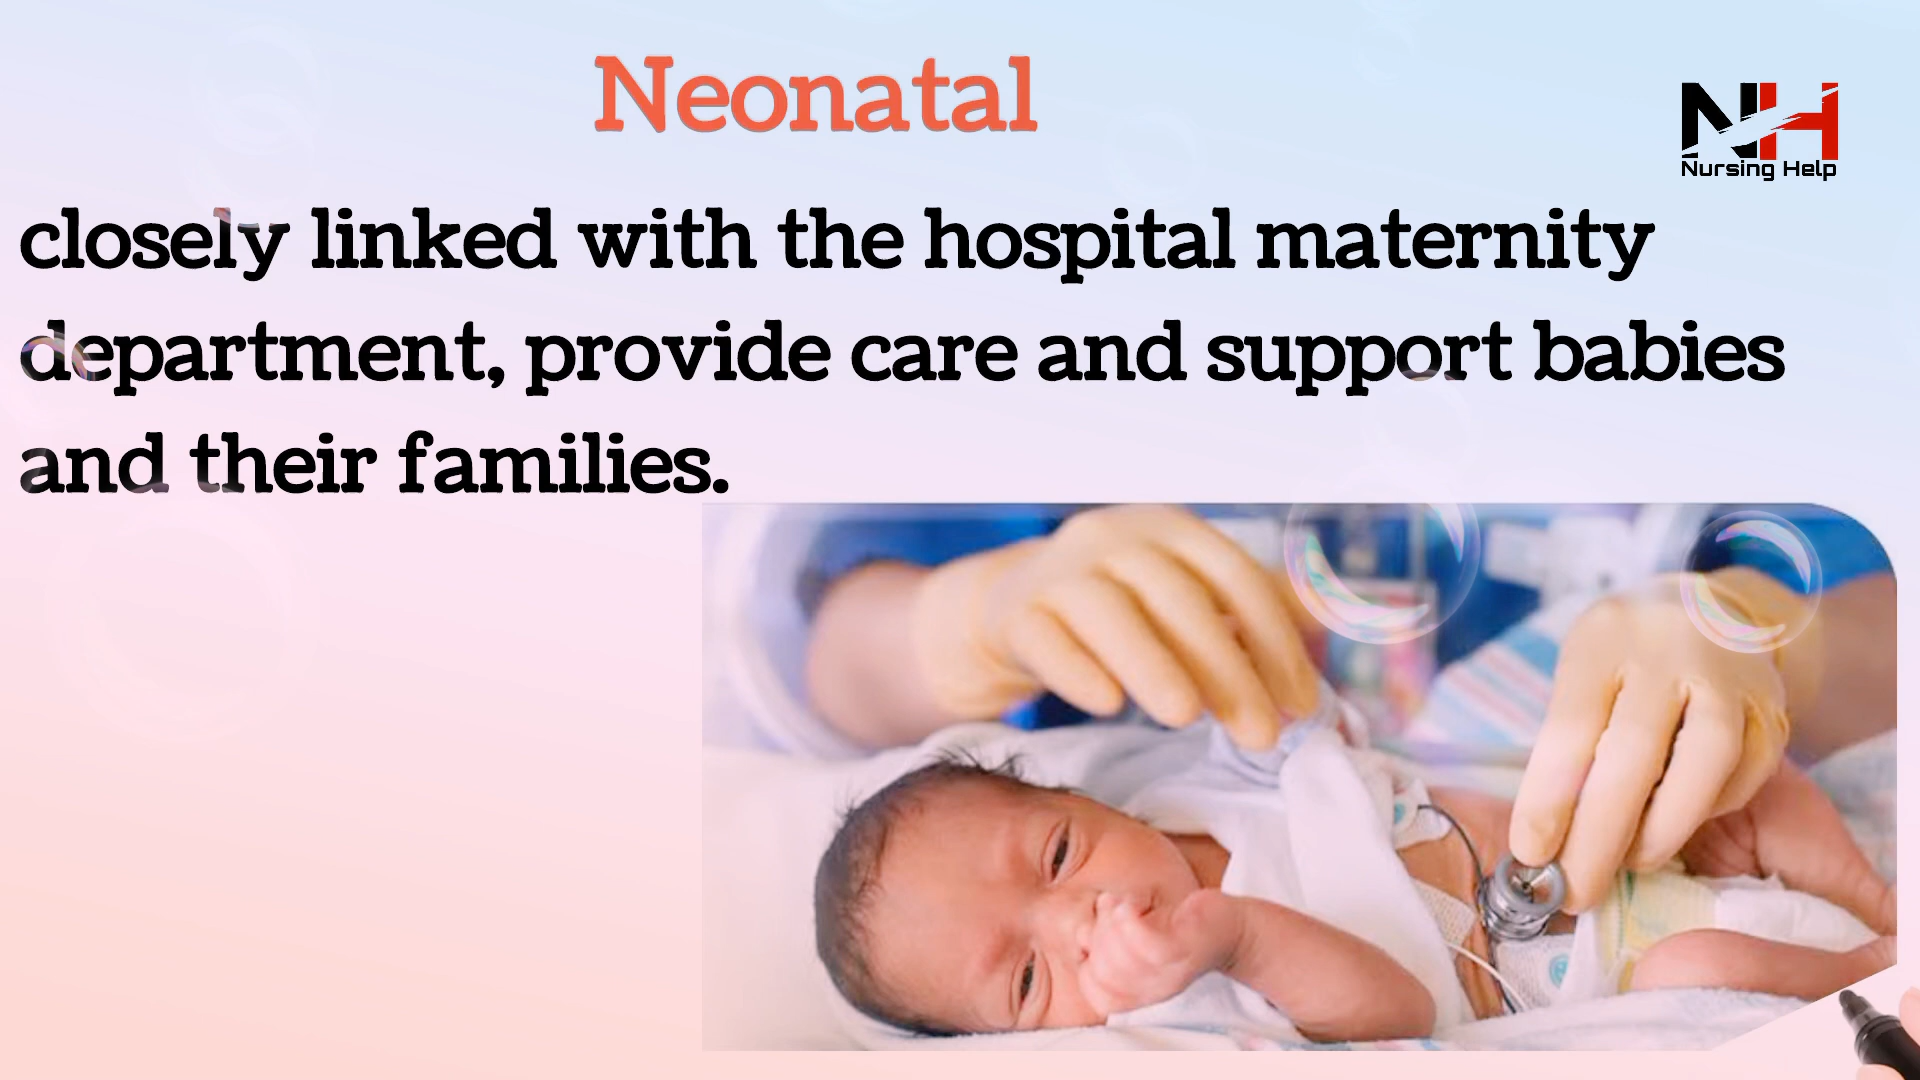 Neonatal
NH
Nursing Help
closely linked with the hospital maternity
department, provide care and support babies
and their families.